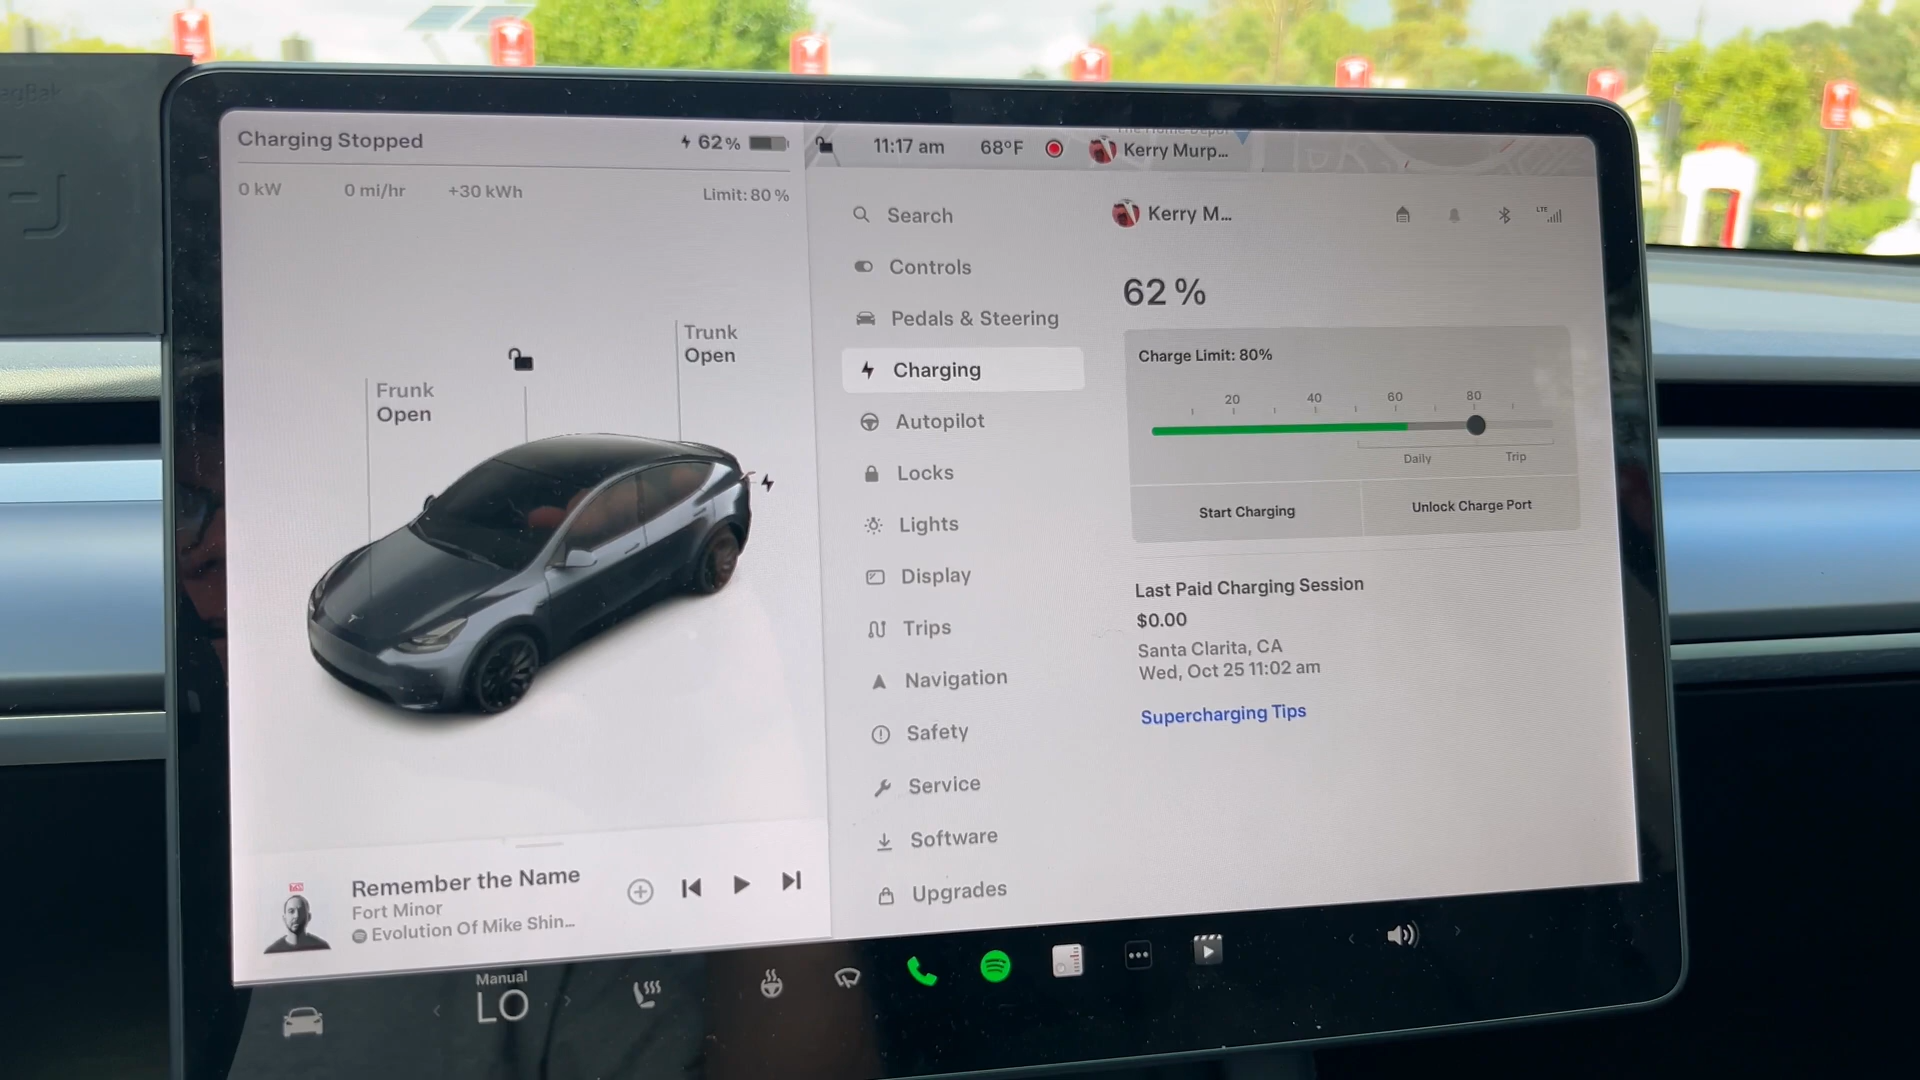 Charging Stopped
62%
0 kW
0 mi/hr
+30 kWh
Limit: 80 %
Frunk
Open
Trunk
Open
Remember the Name
Fort Minor
Evolution Of Mike Shin...
Manual
LO
11:17 am
68°F
The Home Depot
Kerry Murp...
Search
Controls
Pedals & Steering
Charging
Autopilot
Locks
Lights
Display
Trips
Navigation
Safety
Service
Software
Upgrades
Kerry M...
LTE
62 %
Charge Limit: 80%
20
40
60
80
Daily
Trip
Start Charging
Unlock Charge Port
Last Paid Charging Session
$0.00
Santa Clarita, CA
Wed, Oct 25 11:02 am
Supercharging Tips